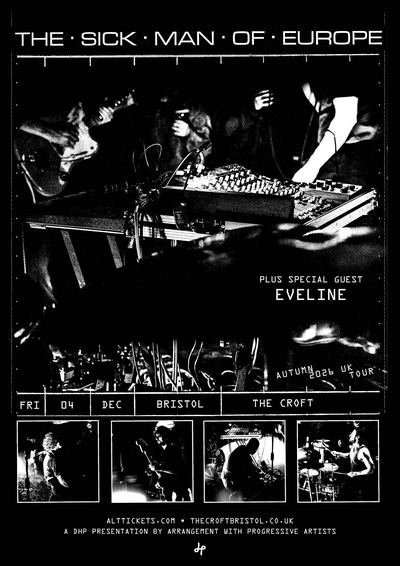 THE · SICK · MAN · OF · EUROPE
PLUS SPECIAL GUEST
EVELINE
AUTUMN 2026 UK TOUR
FRI 04 DEC BRISTOL THE CROFT
ALTTICKETS.COM • THECROFTBRISTOL.CO.UK
A DHP PRESENTATION BY ARRANGEMENT WITH PROGRESSIVE ARTISTS
dp